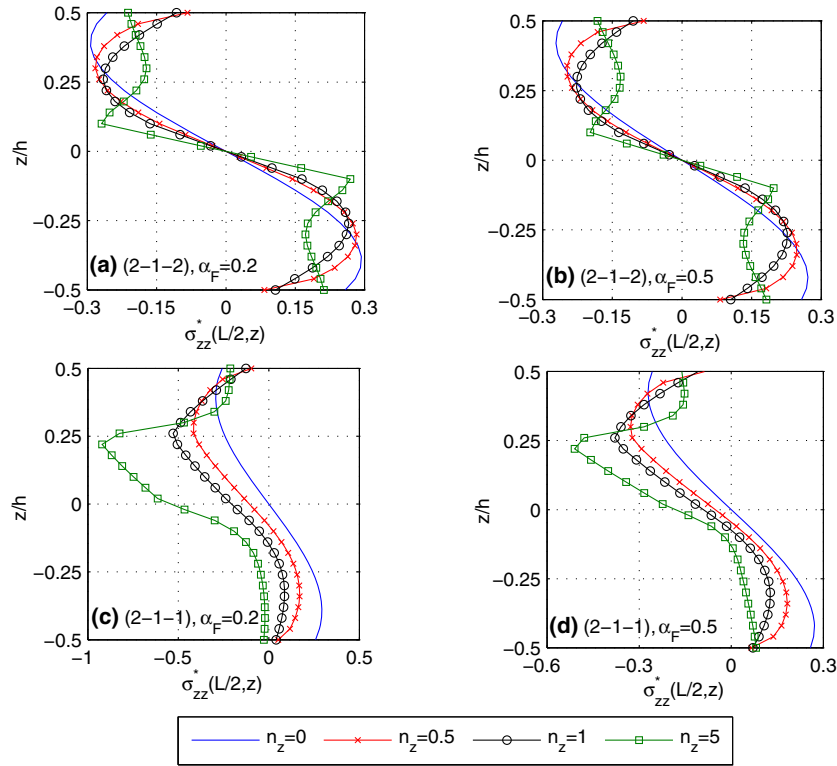 0.5
0.25
0
-0.25
-0.5
z/h
(a) (2-1-2), α_F=0.2
-0.3 -0.15 0 0.15 0.3
σ*_zz(L/2,z)
0.5
0.25
0
-0.25
-0.5
z/h
(b) (2-1-2), α_F=0.5
-0.3 -0.15 0 0.15 0.3
σ*_zz(L/2,z)
0.5
0.25
0
-0.25
-0.5
z/h
(c) (2-1-1), α_F=0.2
-1 -0.5 0 0.5
σ*_zz(L/2,z)
0.5
0.25
0
-0.25
-0.5
z/h
(d) (2-1-1), α_F=0.5
-0.6 -0.3 0 0.3
σ*_zz(L/2,z)
n_z=0 n_z=0.5 n_z=1 n_z=5